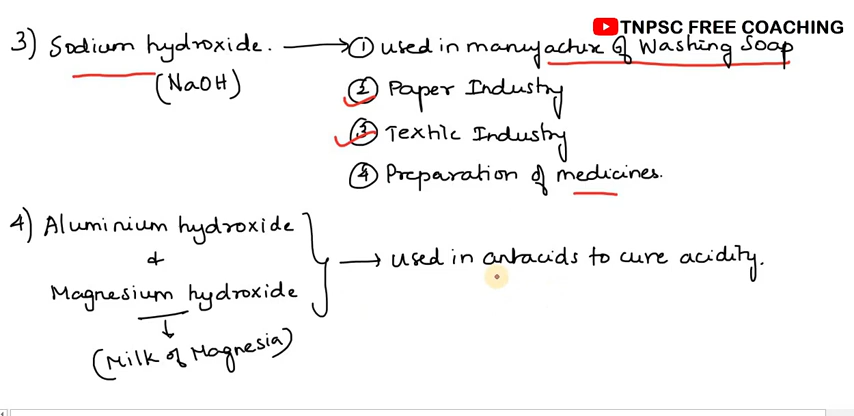 TNPSC FREE COACHING
3) Sodium hydroxide. → ① used in manufacture of Washing Soap
(NaOH)
② Paper Industry
③ Textile Industry
④ Preparation of medicines.
4) Aluminium hydroxide
&
Magnesium hydroxide
→ used in antacids to cure acidity.
↓
(Milk of Magnesia)